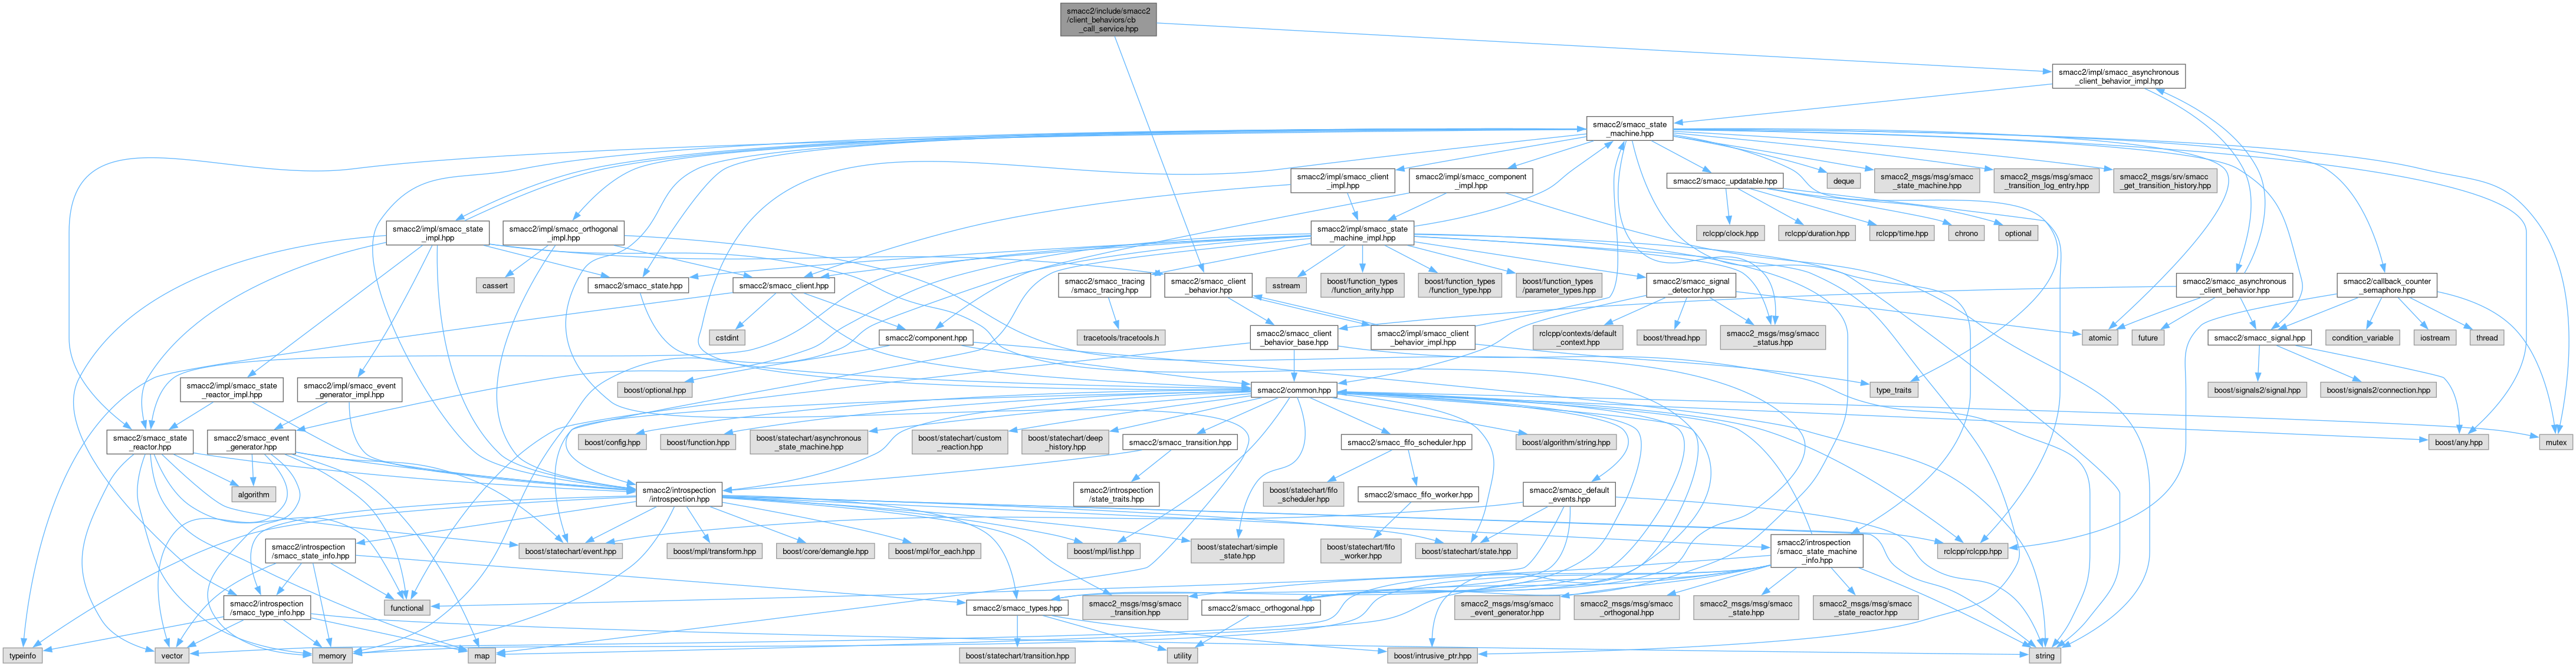 smacc2/include/smacc2
/client_behaviors/cb
_call_service.hpp
smacc2/impl/smacc_asynchronous
_client_behavior_impl.hpp
smacc2/smacc_state
_machine.hpp
smacc2/impl/smacc_client
_impl.hpp
smacc2/impl/smacc_component
_impl.hpp
smacc2/smacc_updatable.hpp
deque
smacc2_msgs/msg/smacc
_state_machine.hpp
smacc2_msgs/msg/smacc
_transition_log_entry.hpp
smacc2_msgs/srv/smacc
_get_transition_history.hpp
smacc2/impl/smacc_state
_impl.hpp
smacc2/impl/smacc_orthogonal
_impl.hpp
smacc2/impl/smacc_state
_machine_impl.hpp
rclcpp/clock.hpp
rclcpp/duration.hpp
rclcpp/time.hpp
chrono
optional
cassert
smacc2/smacc_state.hpp
smacc2/smacc_client.hpp
smacc2/smacc_tracing
/smacc_tracing.hpp
smacc2/smacc_client
_behavior.hpp
sstream
boost/function_types
/function_arity.hpp
boost/function_types
/function_type.hpp
boost/function_types
/parameter_types.hpp
smacc2/smacc_signal
_detector.hpp
smacc2/smacc_asynchronous
_client_behavior.hpp
smacc2/callback_counter
_semaphore.hpp
cstdint
smacc2/component.hpp
tracetools/tracetools.h
smacc2/smacc_client
_behavior_base.hpp
smacc2/impl/smacc_client
_behavior_impl.hpp
rclcpp/contexts/default
_context.hpp
boost/thread.hpp
smacc2_msgs/msg/smacc
_status.hpp
atomic
future
smacc2/smacc_signal.hpp
condition_variable
iostream
thread
smacc2/impl/smacc_state
_reactor_impl.hpp
smacc2/impl/smacc_event
_generator_impl.hpp
boost/optional.hpp
smacc2/common.hpp
type_traits
boost/signals2/signal.hpp
boost/signals2/connection.hpp
smacc2/smacc_state
_reactor.hpp
smacc2/smacc_event
_generator.hpp
boost/config.hpp
boost/function.hpp
boost/statechart/asynchronous
_state_machine.hpp
boost/statechart/custom
_reaction.hpp
boost/statechart/deep
_history.hpp
smacc2/smacc_transition.hpp
smacc2/smacc_fifo_scheduler.hpp
boost/algorithm/string.hpp
boost/any.hpp
mutex
algorithm
smacc2/introspection
/introspection.hpp
smacc2/introspection
/state_traits.hpp
boost/statechart/fifo
_scheduler.hpp
smacc2/smacc_fifo_worker.hpp
smacc2/smacc_default
_events.hpp
smacc2/introspection
/smacc_state_info.hpp
boost/statechart/event.hpp
boost/mpl/transform.hpp
boost/core/demangle.hpp
boost/mpl/for_each.hpp
boost/mpl/list.hpp
boost/statechart/simple
_state.hpp
boost/statechart/fifo
_worker.hpp
boost/statechart/state.hpp
smacc2/introspection
/smacc_state_machine
_info.hpp
rclcpp/rclcpp.hpp
smacc2/introspection
/smacc_type_info.hpp
functional
smacc2/smacc_types.hpp
smacc2_msgs/msg/smacc
_transition.hpp
smacc2/smacc_orthogonal.hpp
smacc2_msgs/msg/smacc
_event_generator.hpp
smacc2_msgs/msg/smacc
_orthogonal.hpp
smacc2_msgs/msg/smacc
_state.hpp
smacc2_msgs/msg/smacc
_state_reactor.hpp
typeinfo
vector
memory
map
boost/statechart/transition.hpp
utility
boost/intrusive_ptr.hpp
string